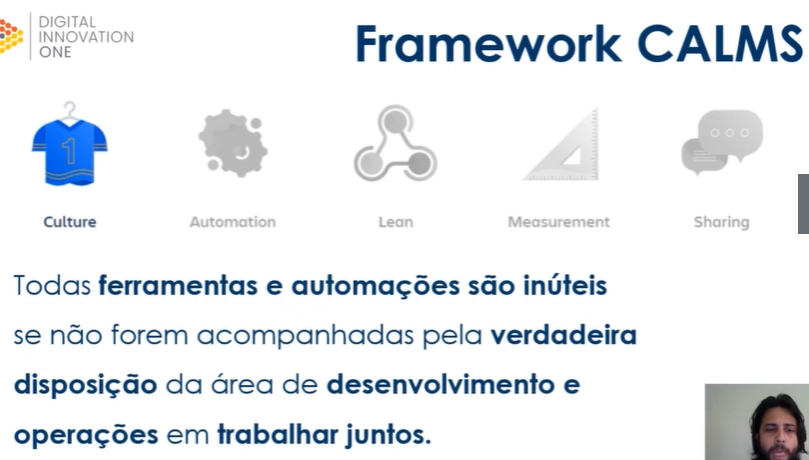 DIGITAL
INNOVATION
ONE
Framework CALMS
1
Culture
Automation
Lean
Measurement
Sharing
Todas ferramentas e automações são inúteis
se não forem acompanhadas pela verdadeira
disposição da área de desenvolvimento e
operações em trabalhar juntos.